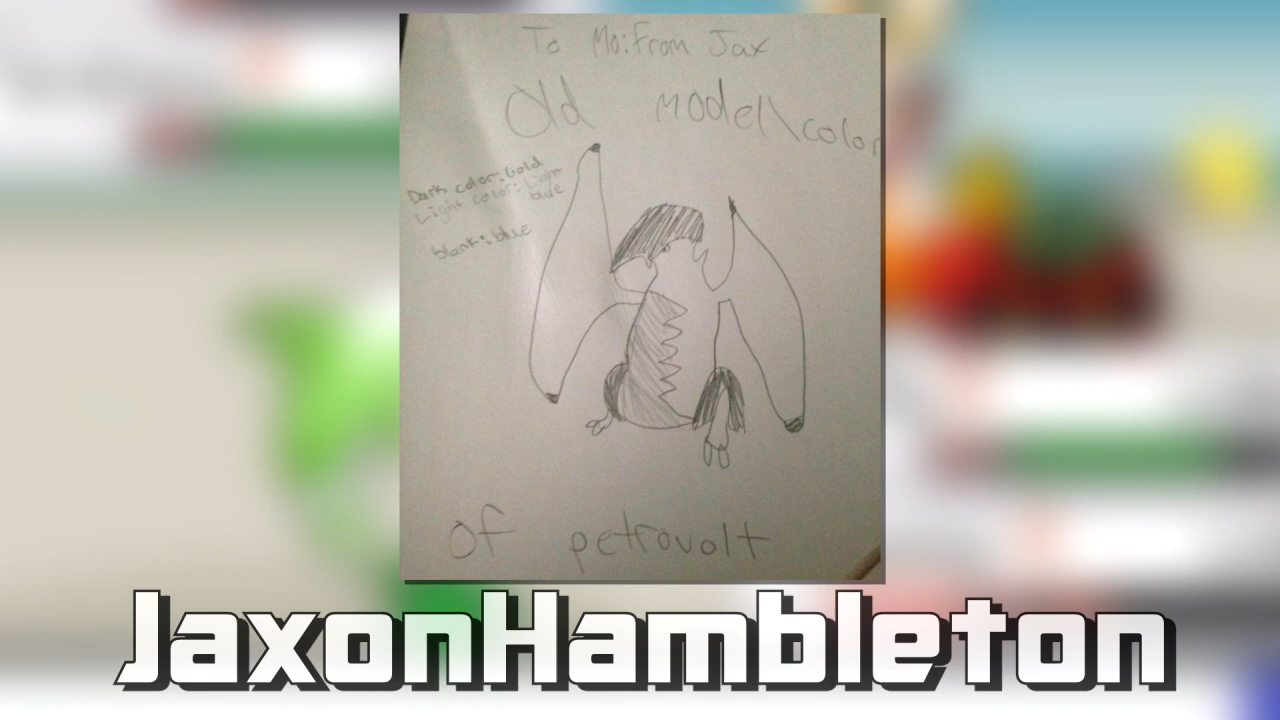 To Mo:From Jax
Old model\color
Dark color:Gold
Light color:Light
blue
blank:blue
Of petrovolt
JaxonHambleton